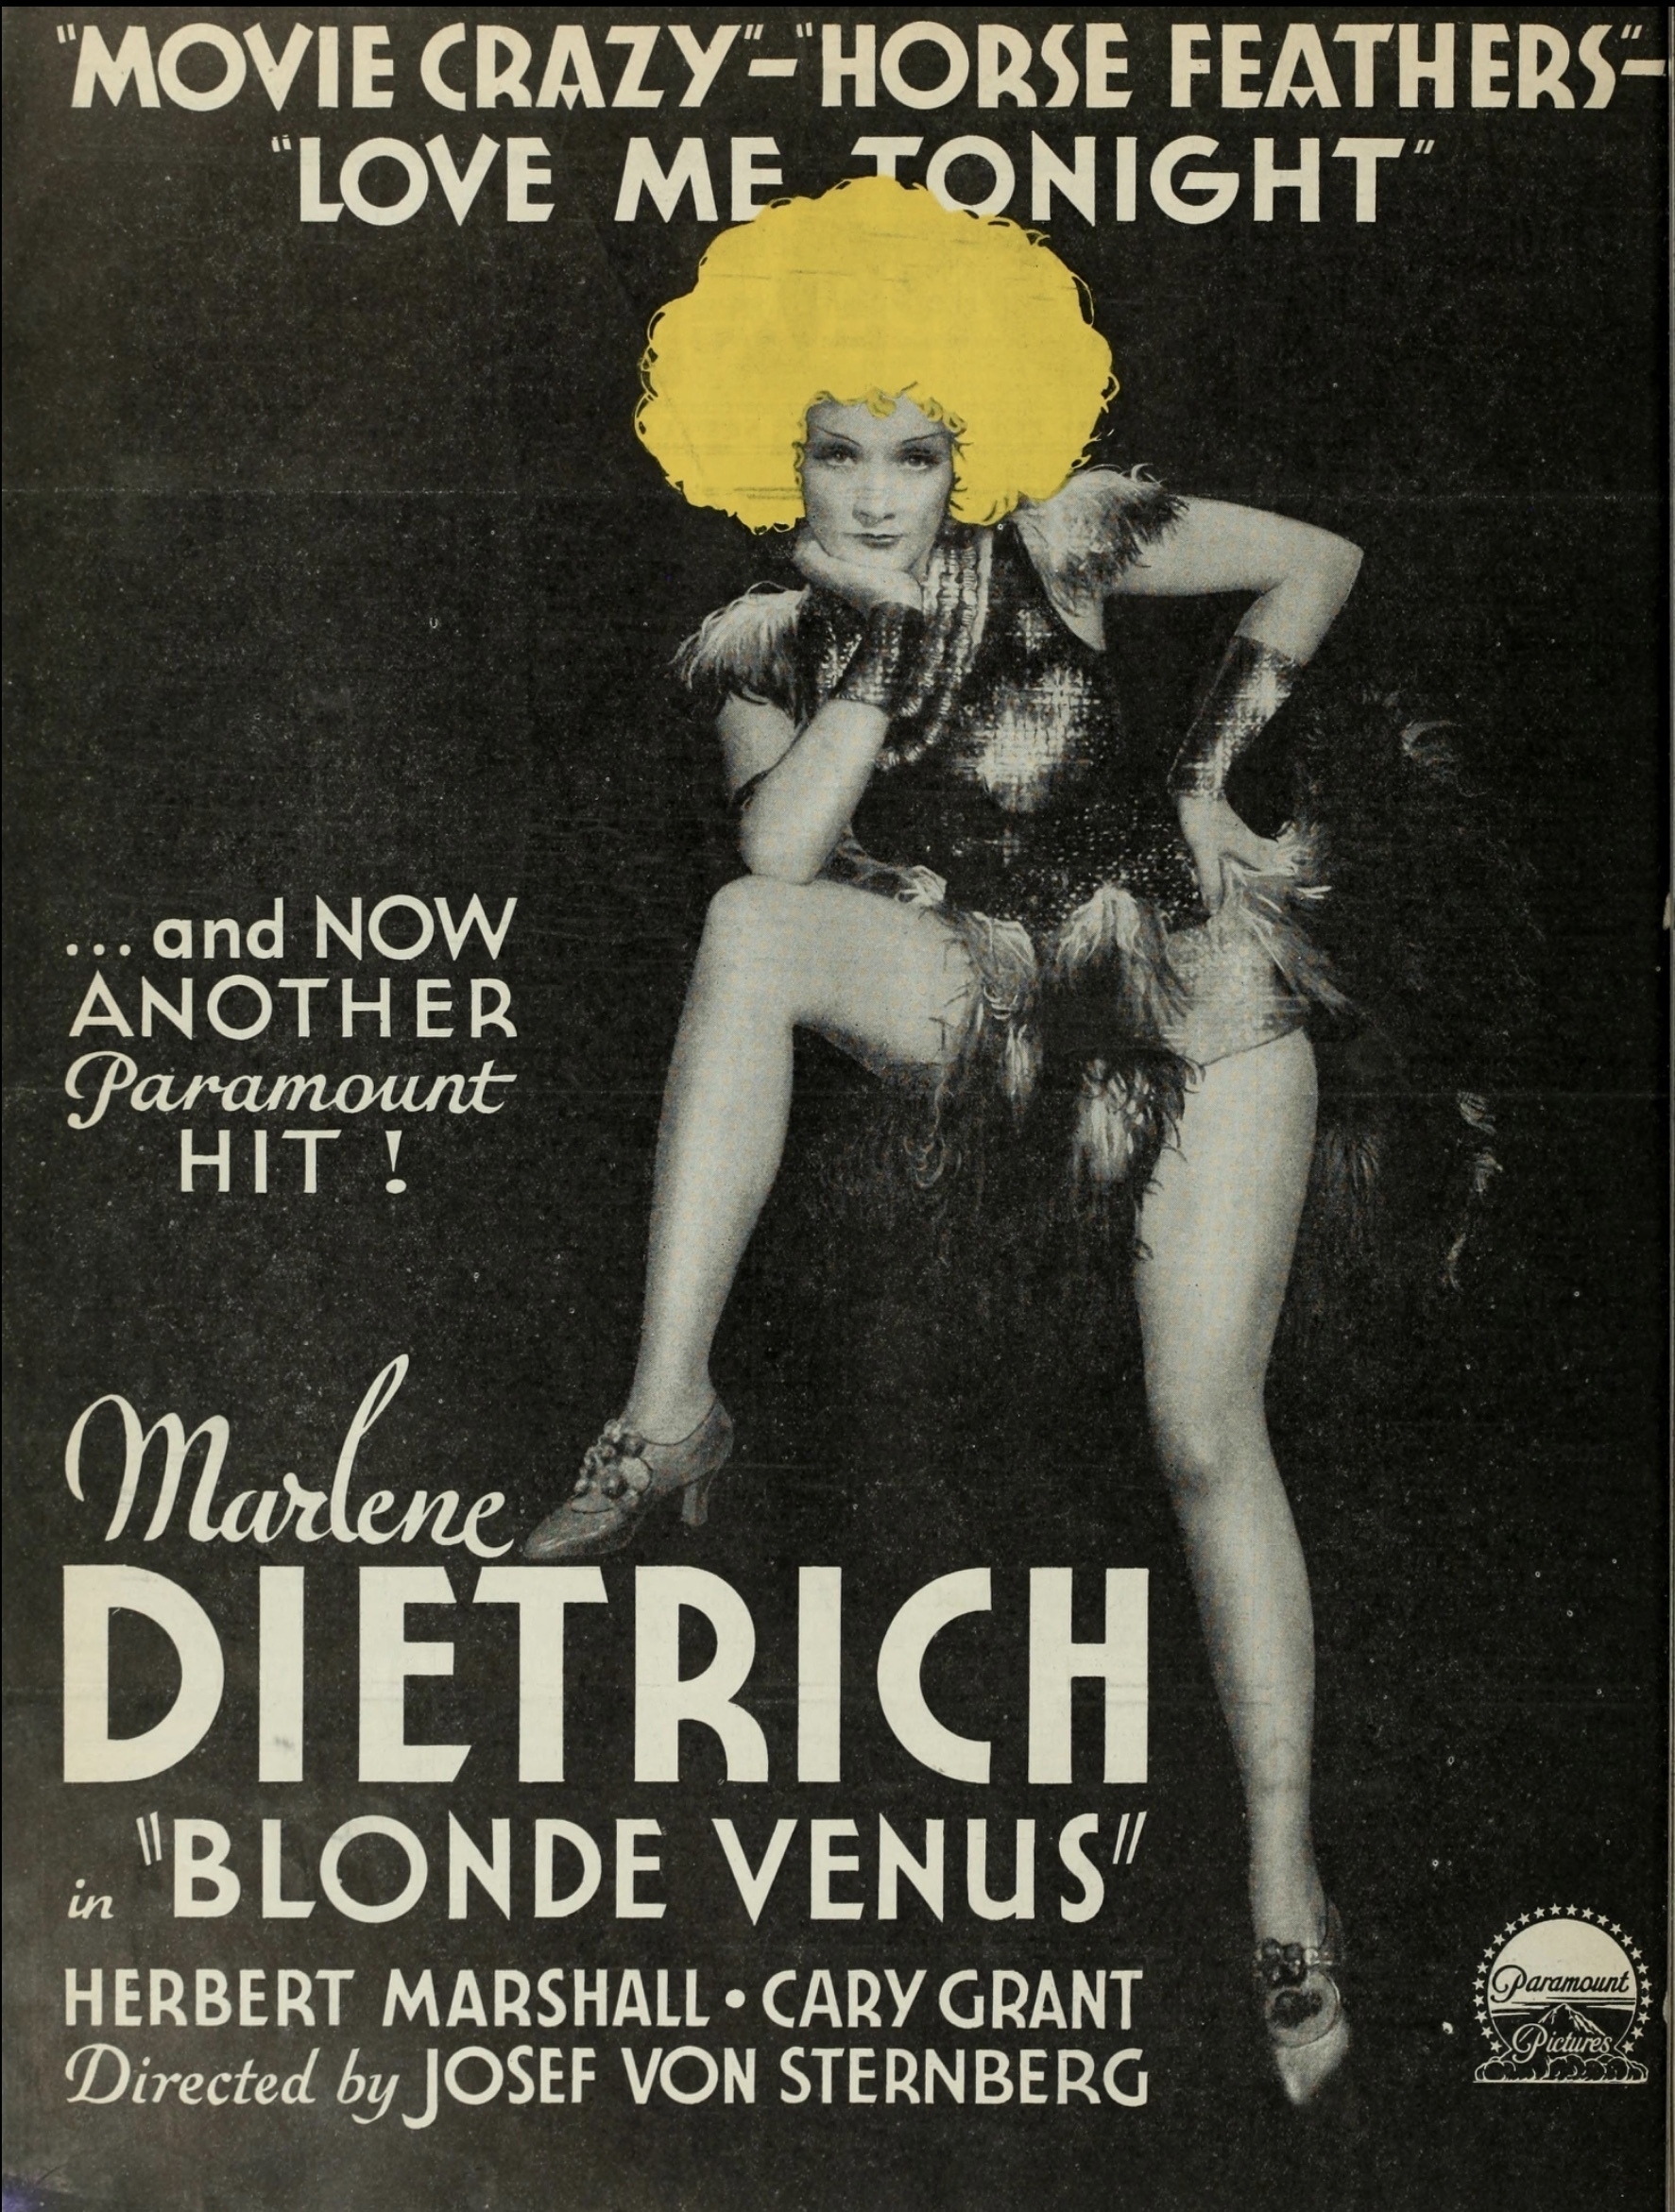 "MOVIE CRAZY"-"HORSE FEATHERS"-
"LOVE ME TONIGHT"
... and NOW
ANOTHER
Paramount
HIT !
Marlene
DIETRICH
in "BLONDE VENUS"
HERBERT MARSHALL • CARY GRANT
Directed by JOSEF VON STERNBERG
Paramount
Pictures